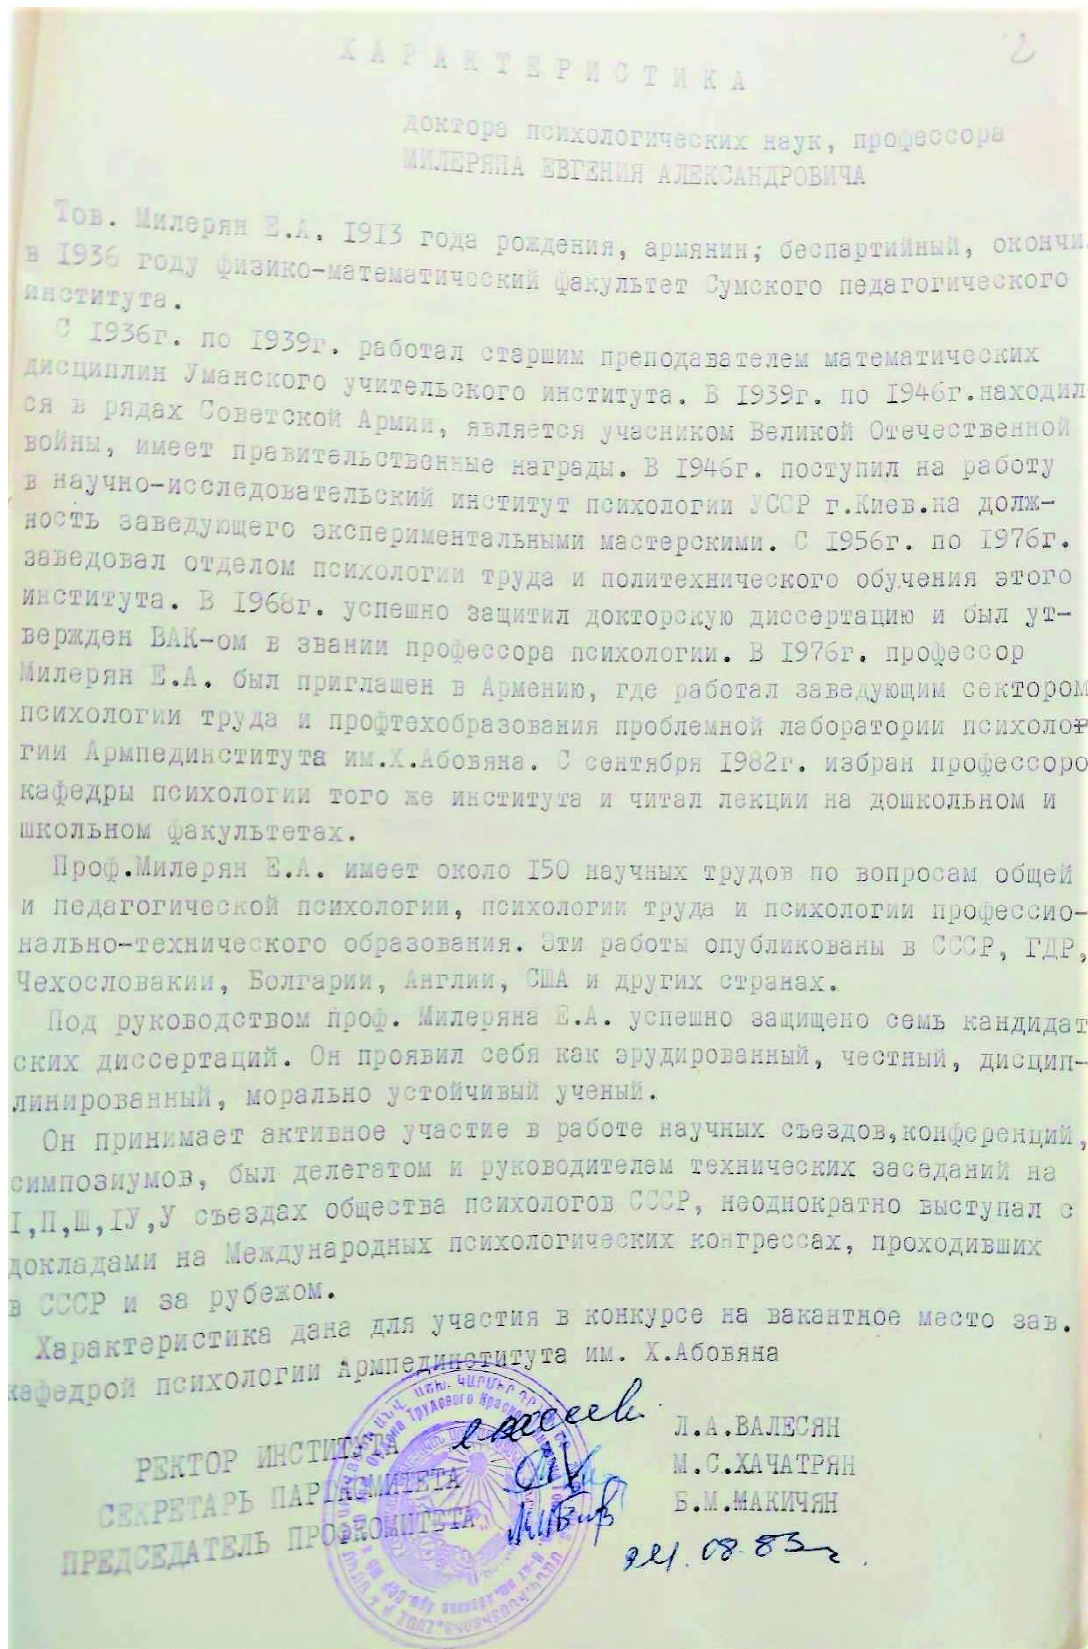 2
ХАРАКТЕРИСТИКА
доктора психологических наук, профессора
МИЛЕРЯНА ЕВГЕНИЯ АЛЕКСАНДРОВИЧА
Тов. Милерян Е.А. 1913 года рождения, армянин; беспартийный, окончи
в 1936 году физико-математический факультет Сумского педагогического
института.
С 1936г. по 1939г. работал старшим преподавателем математических
дисциплин Уманского учительского института. В 1939г. по 1946г.находил
ся в рядах Советской Армии, является учасником Великой Отечественной
войны, имеет правительственные награды. В 1946г. поступил на работу
в научно-исследовательский институт психологии УССР г.Киев.на долж-
ность заведующего экспериментальными мастерскими. С 1956г. по 1976г.
заведовал отделом психологии труда и политехнического обучения этого
института. В 1968г. успешно защитил докторскую диссертацию и был ут-
вержден ВАК-ом в звании профессора психологии. В 1976г. профессор
Милерян Е.А. был приглашен в Армению, где работал заведующим сектором
психологии труда и профтехобразования проблемной лаборатории психоло
гии Армпединститута им.Х.Абовяна. С сентября 1982г. избран профессоро
кафедры психологии того же института и читал лекции на дошкольном и
школьном факультетах.
Проф.Милерян Е.А. имеет около 150 научных трудов по вопросам общей
и педагогической психологии, психологии труда и психологии профессио-
нально-технического образования. Эти работы опубликованы в СССР, ГДР,
Чехословакии, Болгарии, Англии, США и других странах.
Под руководством проф. Милеряна Е.А. успешно защищено семь кандидат
ских диссертаций. Он проявил себя как эрудированный, честный, дисцип-
линированный, морально устойчивый ученый.
Он принимает активное участие в работе научных съездов,конференций,
симпозиумов, был делегатом и руководителем технических заседаний на
I,П,Ш,IУ,У съездах общества психологов СССР, неоднократно выступал с
докладами на Международных психологических конгрессах, проходивших
в СССР и за рубежом.
Характеристика дана для участия в конкурсе на вакантное место зав.
кафедрой психологии Армпединститута им. Х.Абовяна
РЕКТОР ИНСТИТУТА Л.А.ВАЛЕСЯН
СЕКРЕТАРЬ ПАРТКОМИТЕТА М.С.ХАЧАТРЯН
ПРЕДСЕДАТЕЛЬ ПРОФКОМИТЕТА Б.М.МАКИЧЯН
Трудового Красного